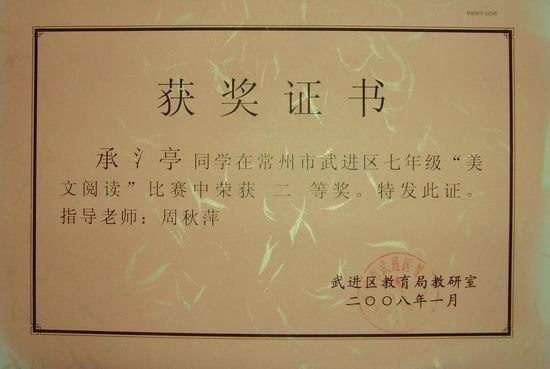 获奖证书
承氵亭同学在常州市武进区七年级“美
文阅读”比赛中荣获 二 等奖。特发此证。
指导老师：周秋萍
武进区教育局教研室
二〇〇八年一月